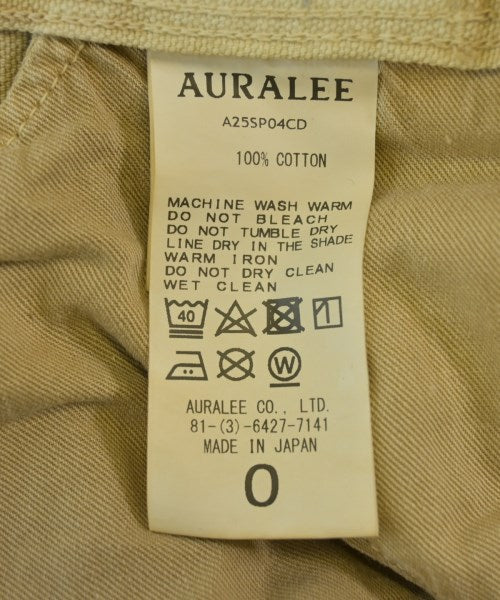 AURALEE
A25SP04CD
100% COTTON
MACHINE WASH WARM
DO NOT BLEACH
DO NOT TUMBLE DRY
LINE DRY IN THE SHADE
WARM IRON
DO NOT DRY CLEAN
WET CLEAN
40
W
AURALEE CO., LTD.
81-(3)-6427-7141
MADE IN JAPAN
0